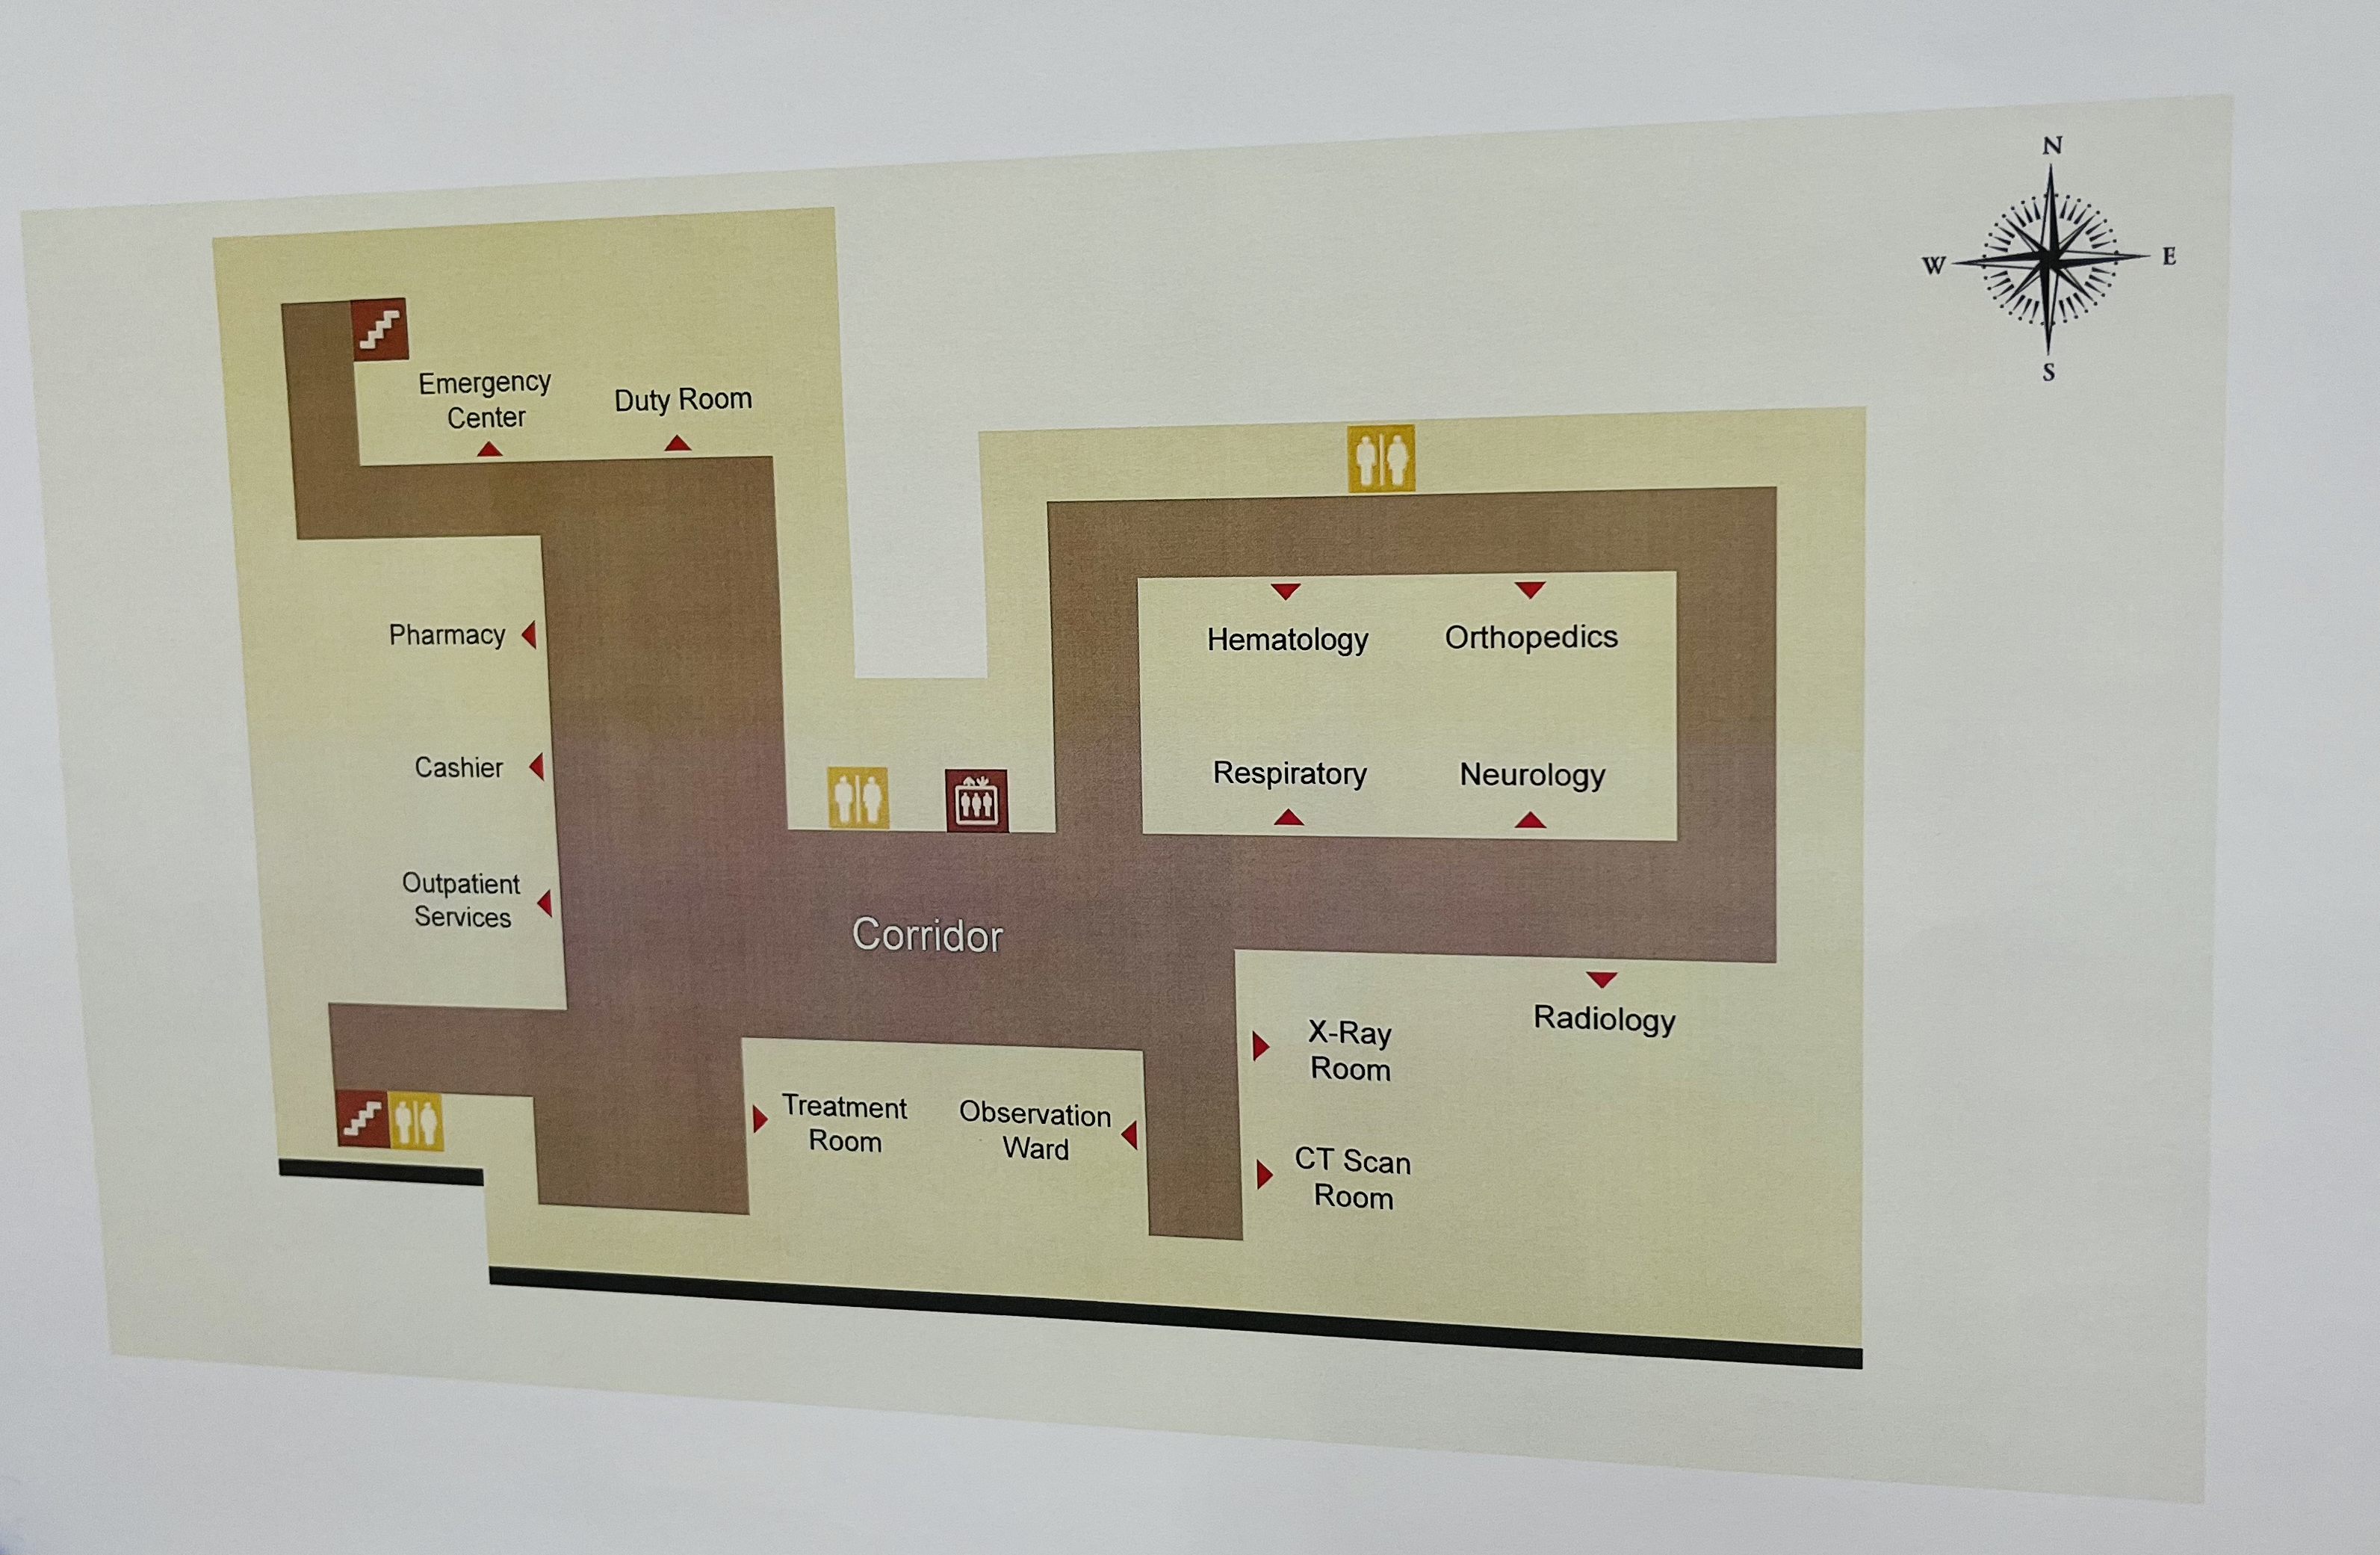 N
W
E
S
Emergency
Center
Duty Room
Pharmacy
Hematology
Orthopedics
Cashier
Respiratory
Neurology
Outpatient
Services
Corridor
X-Ray
Room
Radiology
Treatment
Room
Observation
Ward
CT Scan
Room